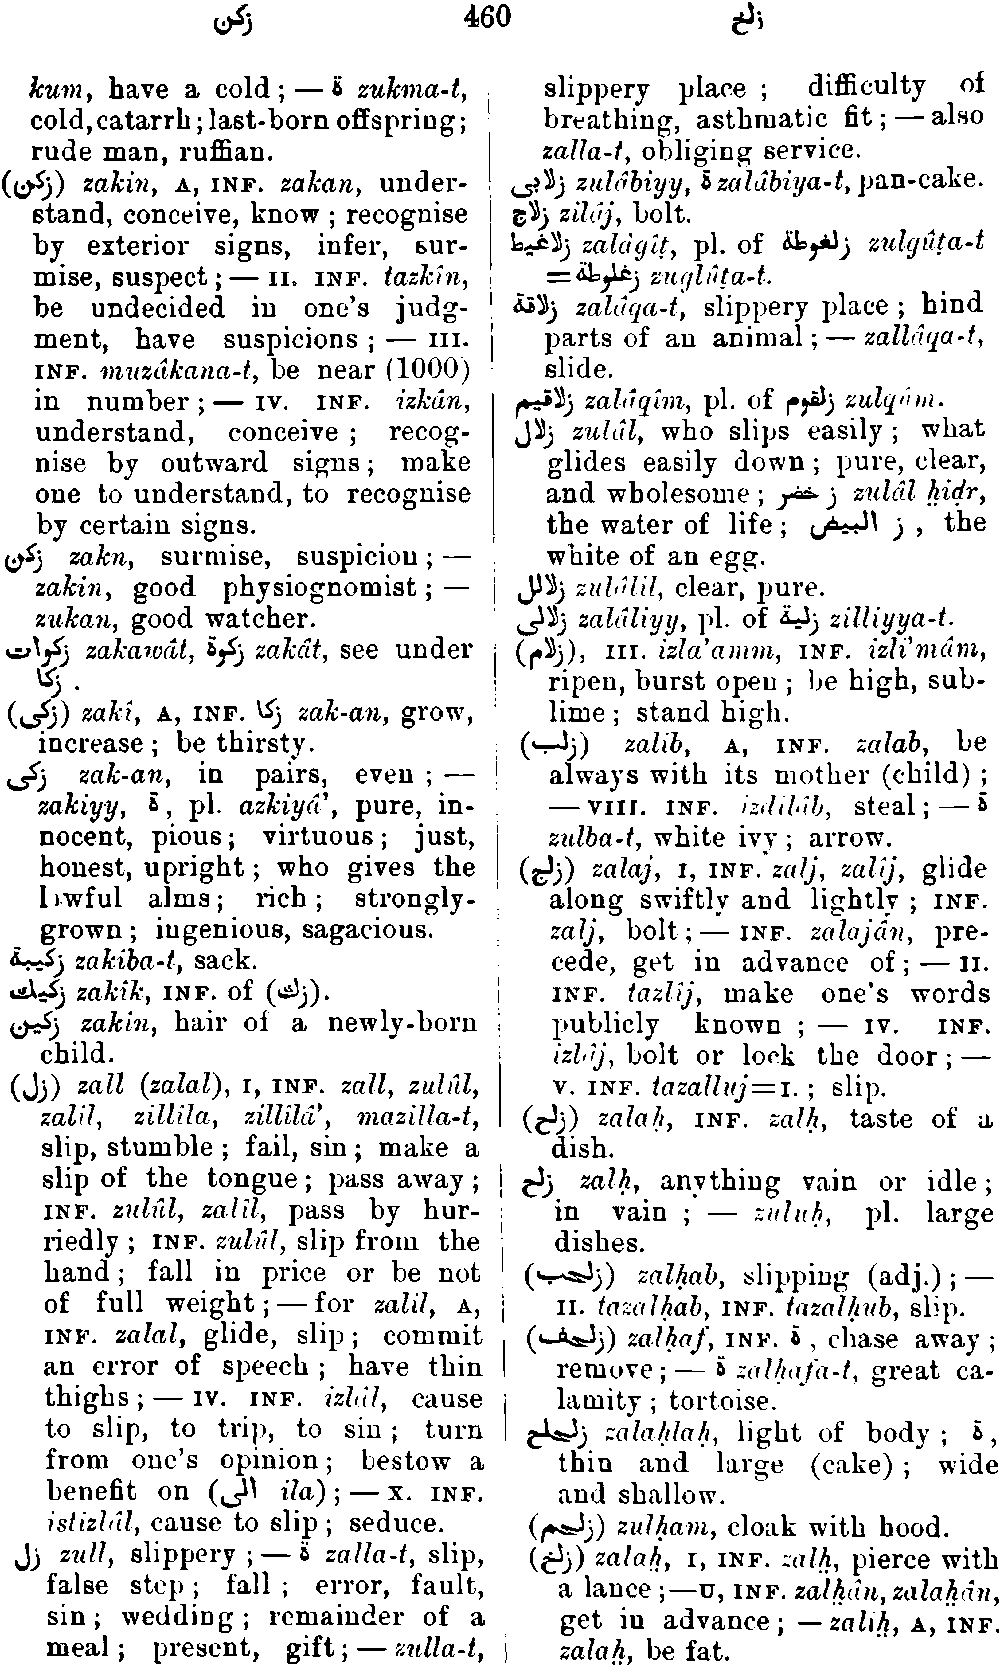 زكن 460 زلخ
kum, have a cold ; — ة zukma-t,
cold, catarrh ; last-born offspring ;
rude man, ruffian.
(زكن) zakin, A, INF. zakan, under-
stand, conceive, know ; recognise
by exterior signs, infer, sur-
mise, suspect ; — II. INF. tazkîn,
be undecided in one's judg-
ment, have suspicions ; — III.
INF. muzâkana-t, be near (1000)
in number ; — IV. INF. izkân,
understand, conceive ; recog-
nise by outward signs ; make
one to understand, to recognise
by certain signs.
زكن zakn, surmise, suspicion ; —
zakin, good physiognomist ; —
zukan, good watcher.
زكوات zakawât, زكوة zakât, see under
زكا .
(زكى) zakî, A, INF. زكا zak-an, grow,
increase ; be thirsty.
زكى zak-an, in pairs, even ; —
zakiyy, ة , pl. azkiyâ', pure, in-
nocent, pious ; virtuous ; just,
honest, upright ; who gives the
lawful alms ; rich ; strongly-
grown ; ingenious, sagacious.
زكيبة zakîba-t, sack.
زكيك zakîk, INF. of (زك).
زكين zakîn, hair of a newly-born
child.
(زل) zall (zalal), I, INF. zall, zulûl,
zalîl, zillîla, zillîlâ', mazilla-t,
slip, stumble ; fail, sin ; make a
slip of the tongue ; pass away ;
INF. zulûl, zalîl, pass by hur-
riedly ; INF. zulûl, slip from the
hand ; fall in price or be not
of full weight ; — for zalil, A,
INF. zalal, glide, slip ; commit
an error of speech ; have thin
thighs ; — IV. INF. izlâl, cause
to slip, to trip, to sin ; turn
from one's opinion ; bestow a
benefit on (الى ila) ; — X. INF.
istizlâl, cause to slip ; seduce.
زل zull, slippery ; — ة zalla-t, slip,
false step ; fall ; error, fault,
sin ; wedding ; remainder of a
meal ; present, gift ; — zulla-t,
slippery place ; difficulty of
breathing, asthmatic fit ; — also
zalla-t, obliging service.
زلابى zulâbiyy, ة zalâbiya-t, pan-cake.
زلاج zilâj, bolt.
زلاغيط zalâgîṭ, pl. of زلغوطة zulgûṭa-t
= زغلوطة zuglûṭa-t.
زلاقة zalâqa-t, slippery place ; hind
parts of an animal ; — zallâqa-t,
slide.
زلاقيم zalâqîm, pl. of زلقوم zulqûm.
زلال zulâl, who slips easily ; what
glides easily down ; pure, clear,
and wholesome ; ز خضر zulâl ḥiḍr,
the water of life ; ز البيض , the
white of an egg.
زلالل zulâlil, clear, pure.
زلالى zalâliyy, pl. of زلية zilliyya-t.
(زلام), III. izla'amm, INF. izli'mâm,
ripen, burst open ; be high, sub-
lime ; stand high.
(زلب) zalib, A, INF. zalab, be
always with its mother (child) ;
— VIII. INF. izdilâb, steal ; — ة
zulba-t, white ivy ; arrow.
(زلج) zalaj, I, INF. zalj, zalîj, glide
along swiftly and lightly ; INF.
zalj, bolt ; — INF. zalajân, pre-
cede, get in advance of ; — II.
INF. tazlîj, make one's words
publicly known ; — IV. INF.
izlâj, bolt or lock the door ; —
V. INF. tazalluj = I. ; slip.
(زلح) zalaḥ, INF. zalḥ, taste of a
dish.
زلح zalḥ, anything vain or idle ;
in vain ; — zuluḥ, pl. large
dishes.
(زلحب) zalḥab, slipping (adj.) ; —
II. tazalḥab, INF. tazalḥub, slip.
(زلحف) zalḥaf, INF. ة , chase away ;
remove ; — ة zalḥafa-t, great ca-
lamity ; tortoise.
زلحلح zalaḥlaḥ, light of body ; ة ,
thin and large (cake) ; wide
and shallow.
(زلحم) zulḥam, cloak with hood.
(زلخ) zalaḫ, I, INF. zalḫ, pierce with
a lance ; — U, INF. zalḫân, zalaḫân,
get in advance ; — zaliḫ, A, INF.
zalaḫ, be fat.